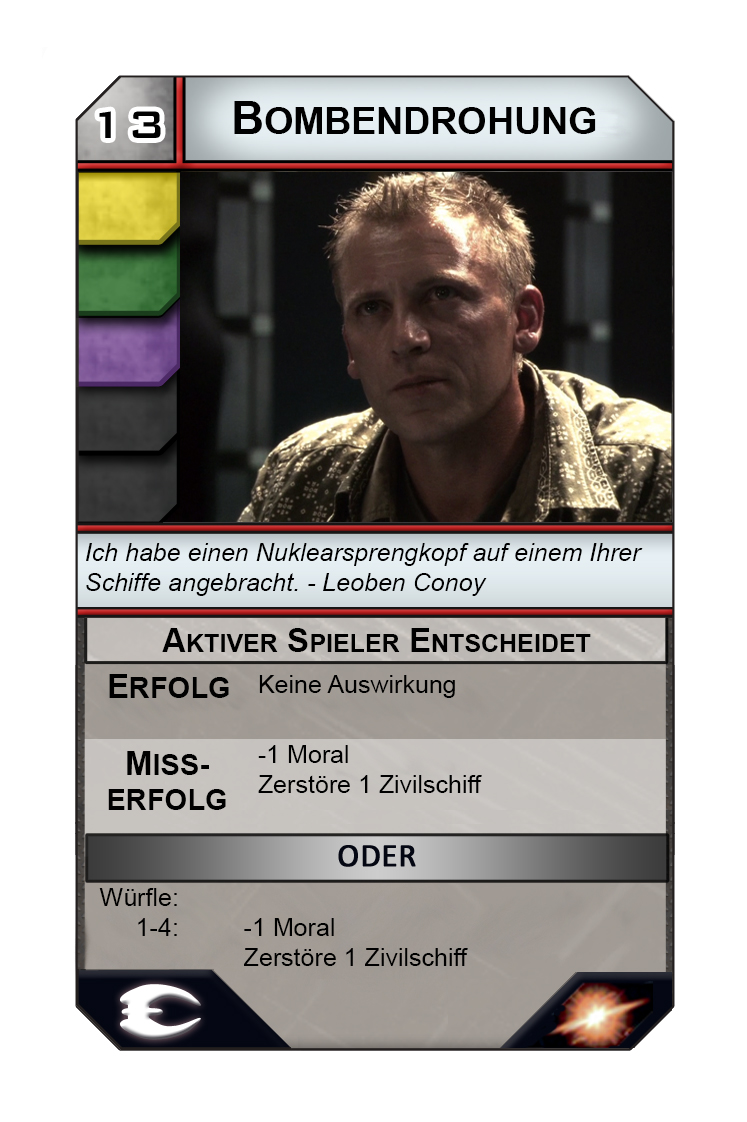 13
BOMBENDROHUNG
Ich habe einen Nuklearsprengkopf auf einem Ihrer
Schiffe angebracht. - Leoben Conoy
AKTIVER SPIELER ENTSCHEIDET
ERFOLG Keine Auswirkung
MISS-
ERFOLG
-1 Moral
Zerstöre 1 Zivilschiff
ODER
Würfle:
1-4: -1 Moral
Zerstöre 1 Zivilschiff